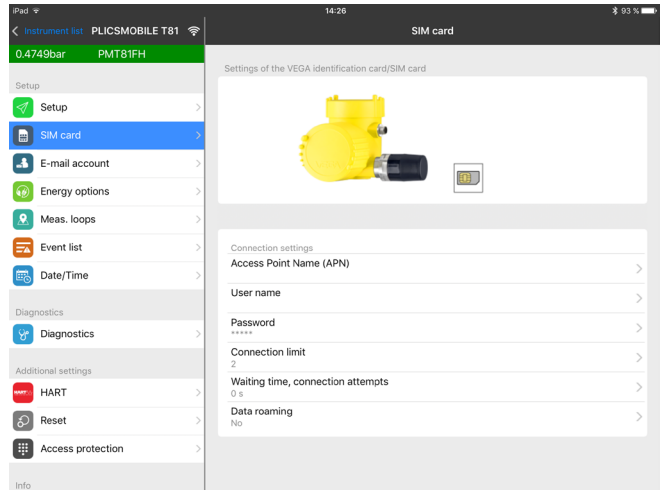 iPad
14:26
93 %
Instrument list
PLICSMOBILE T81
SIM card
0.4749bar
PMT81FH
Setup
Setup
SIM card
E-mail account
Energy options
Meas. loops
Event list
Date/Time
Diagnostics
Diagnostics
Additional settings
HART
HART
Reset
Access protection
Info
Settings of the VEGA identification card/SIM card
Connection settings
Access Point Name (APN)
User name
Password
*****
Connection limit
2
Waiting time, connection attempts
0 s
Data roaming
No